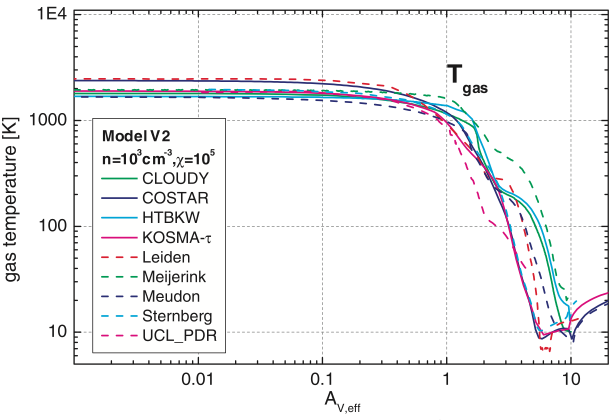 1E4
1000
100
10
gas temperature [K]
T_gas
Model V2
n=10³cm⁻³,χ=10⁵
CLOUDY
COSTAR
HTBKW
KOSMA-τ
Leiden
Meijerink
Meudon
Sternberg
UCL_PDR
0.01 0.1 1 10
A_V,eff